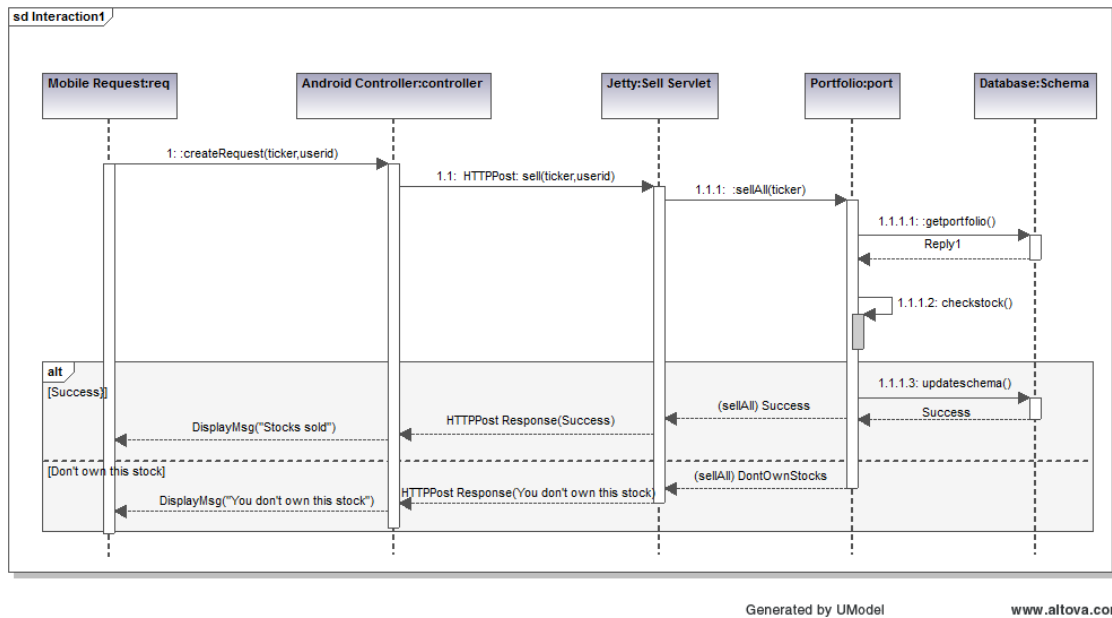 sd Interaction1
Mobile Request:req
Android Controller:controller
Jetty:Sell Servlet
Portfolio:port
Database:Schema
1: :createRequest(ticker,userid)
1.1: HTTPPost: sell(ticker,userid)
1.1.1: :sellAll(ticker)
1.1.1.1: :getportfolio()
Reply1
1.1.1.2: checkstock()
alt
[Success}]
1.1.1.3: updateschema()
(sellAll) Success
Success
HTTPPost Response(Success)
DisplayMsg("Stocks sold")
[Don't own this stock]
(sellAll) DontOwnStocks
HTTPPost Response(You don't own this stock)
DisplayMsg("You don't own this stock")
Generated by UModel
www.altova.com